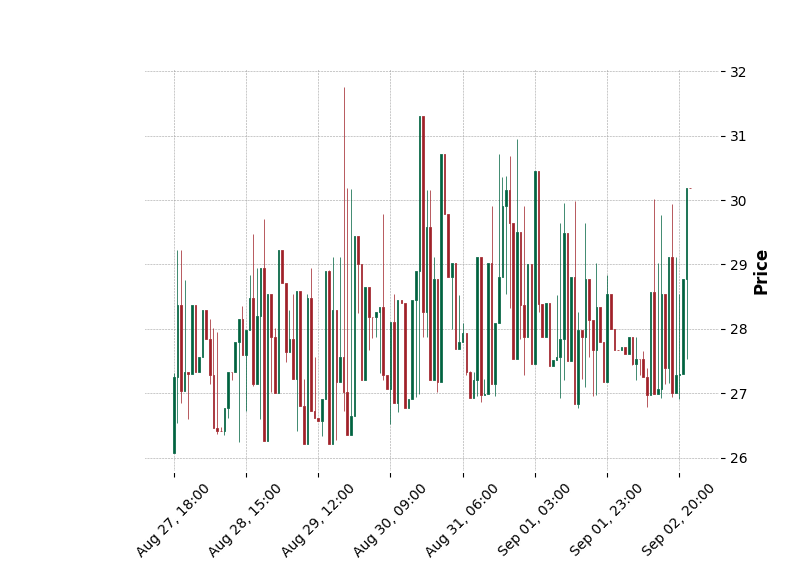 32
31
30
29
28
27
26
Price
Aug 27, 18:00
Aug 28, 15:00
Aug 29, 12:00
Aug 30, 09:00
Aug 31, 06:00
Sep 01, 03:00
Sep 01, 23:00
Sep 02, 20:00